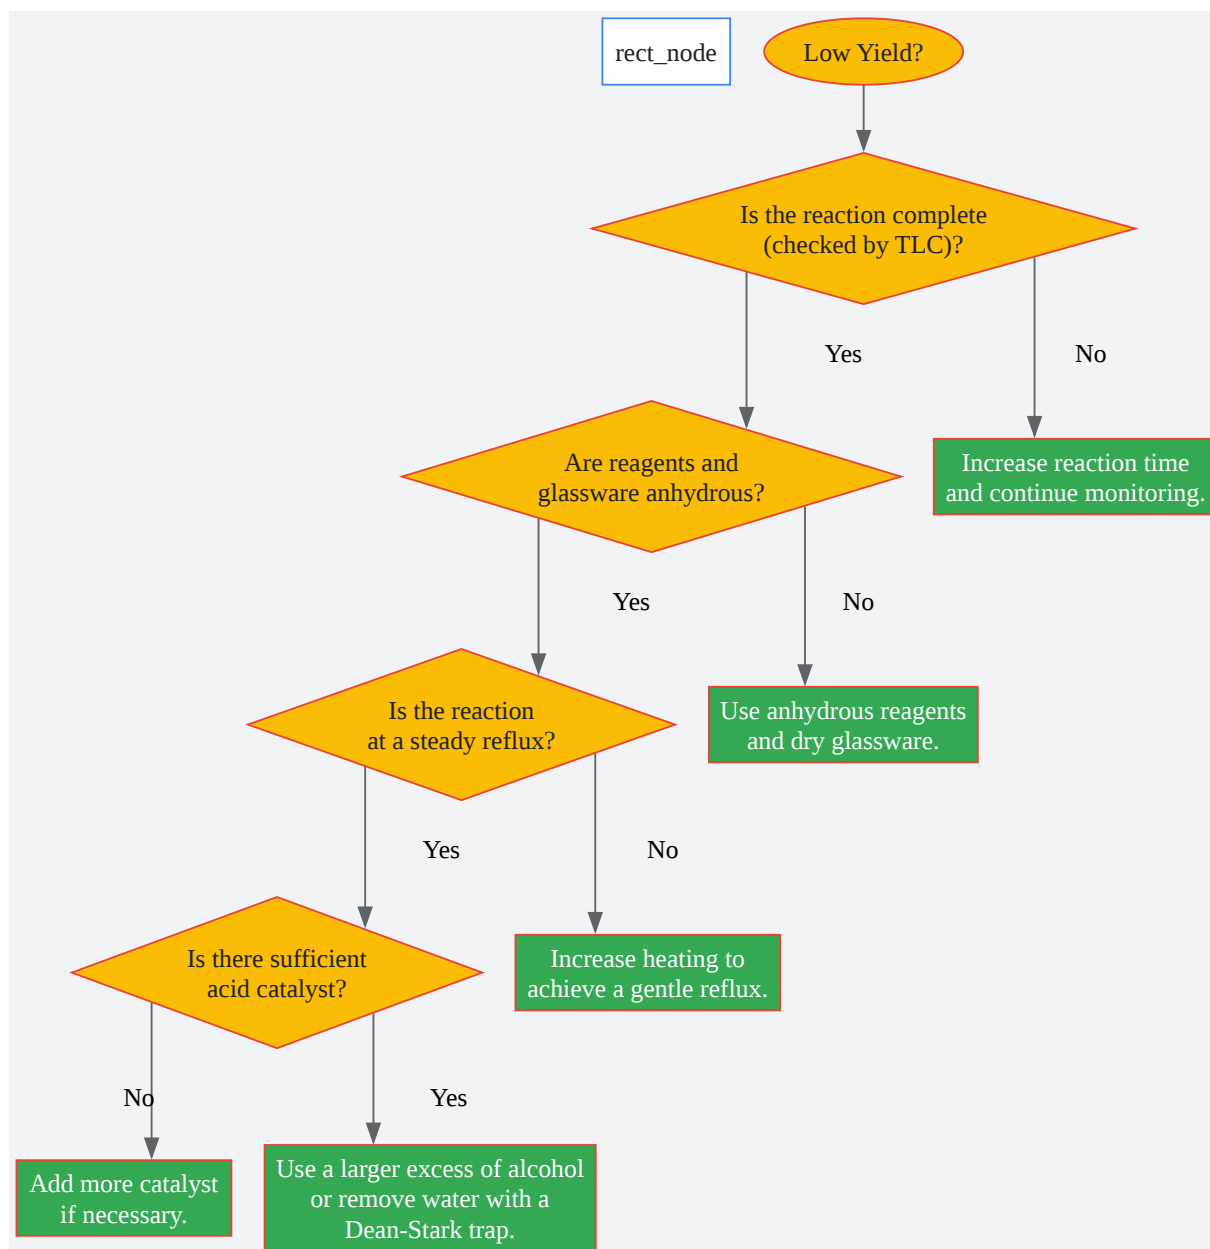 rect_node
Low Yield?
Is the reaction complete
(checked by TLC)?
Yes
No
Are reagents and
glassware anhydrous?
Increase reaction time
and continue monitoring.
Yes
No
Is the reaction
at a steady reflux?
Use anhydrous reagents
and dry glassware.
Yes
No
Is there sufficient
acid catalyst?
Increase heating to
achieve a gentle reflux.
No
Yes
Add more catalyst
if necessary.
Use a larger excess of alcohol
or remove water with a
Dean-Stark trap.